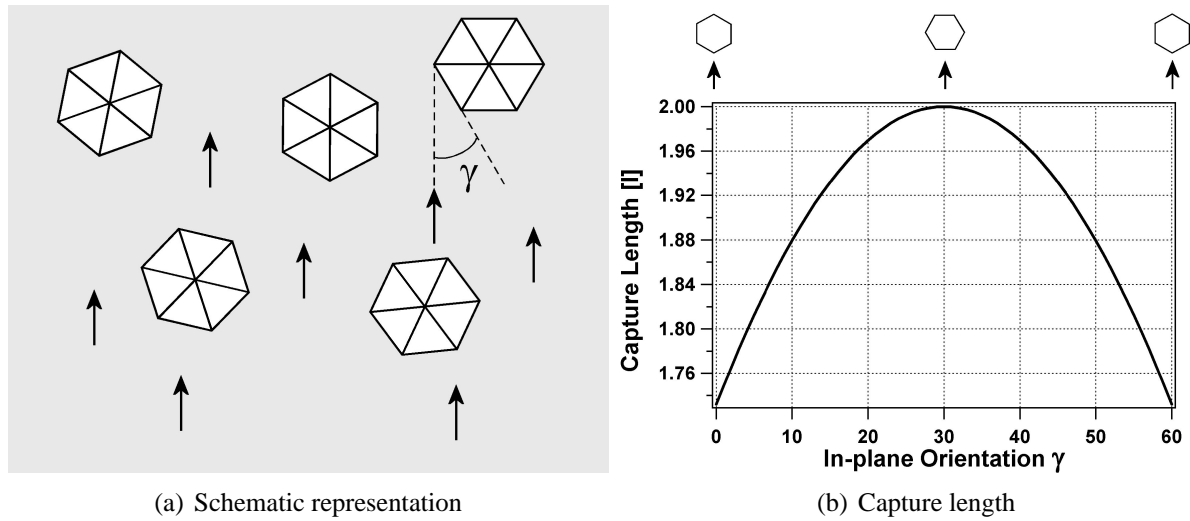 γ
2.00
1.96
1.92
1.88
1.84
1.80
1.76
Capture Length [l]
0 10 20 30 40 50 60
In-plane Orientation γ
(a) Schematic representation
(b) Capture length